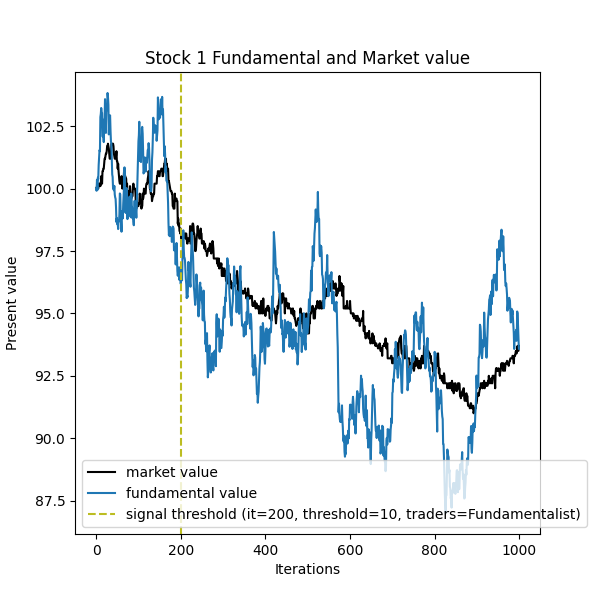 Stock 1 Fundamental and Market value
Present value
102.5
100.0
97.5
95.0
92.5
90.0
87.5
market value
fundamental value
signal threshold (it=200, threshold=10, traders=Fundamentalist)
0 200 400 600 800 1000
Iterations